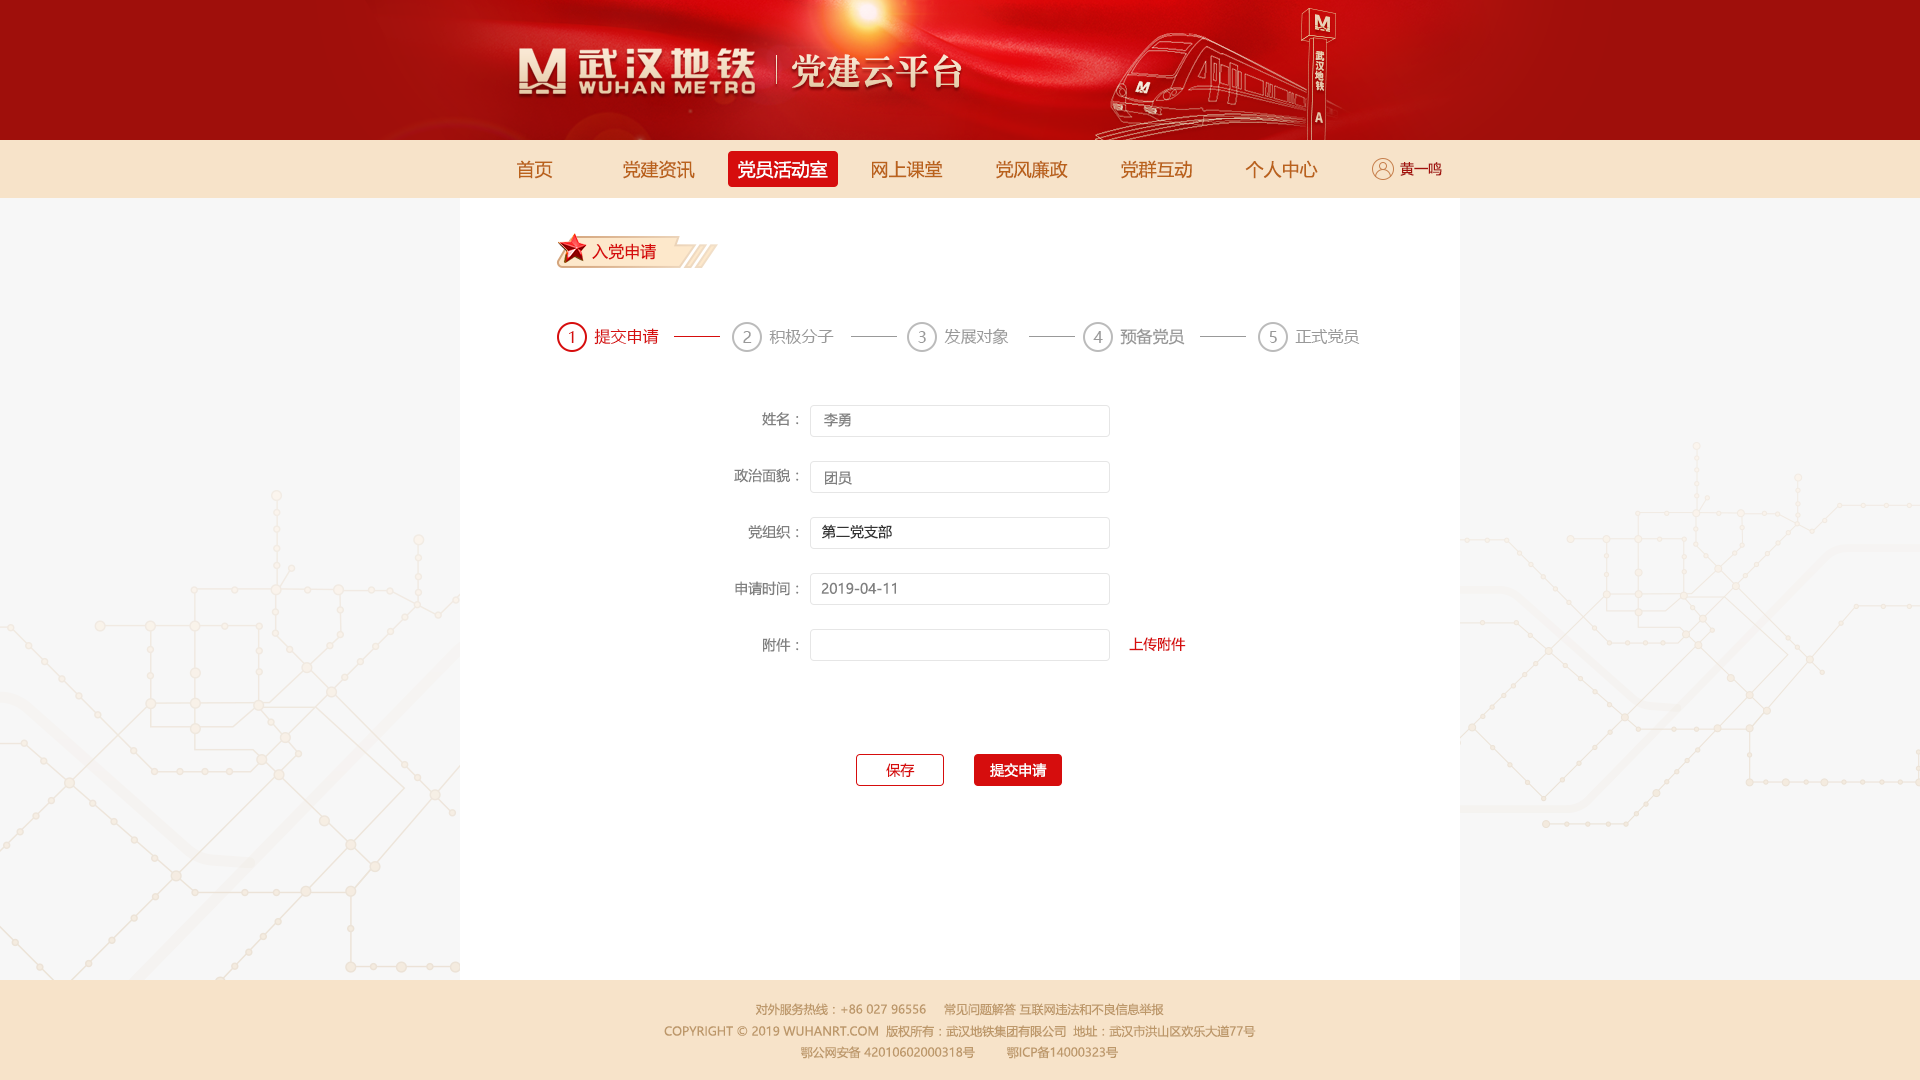 武汉地铁 WUHAN METRO 党建云平台
M 武汉地铁 A
首页 党建资讯 党员活动室 网上课堂 党风廉政 党群互动 个人中心 黄一鸣
入党申请
1 提交申请 2 积极分子 3 发展对象 4 预备党员 5 正式党员
姓名： 李勇
政治面貌： 团员
党组织： 第二党支部
申请时间： 2019-04-11
附件： 上传附件
保存 提交申请
对外服务热线：+86 027 96556 常见问题解答 互联网违法和不良信息举报
COPYRIGHT © 2019 WUHANRT.COM 版权所有：武汉地铁集团有限公司 地址：武汉市洪山区欢乐大道77号
鄂公网安备 42010602000318号 鄂ICP备14000323号